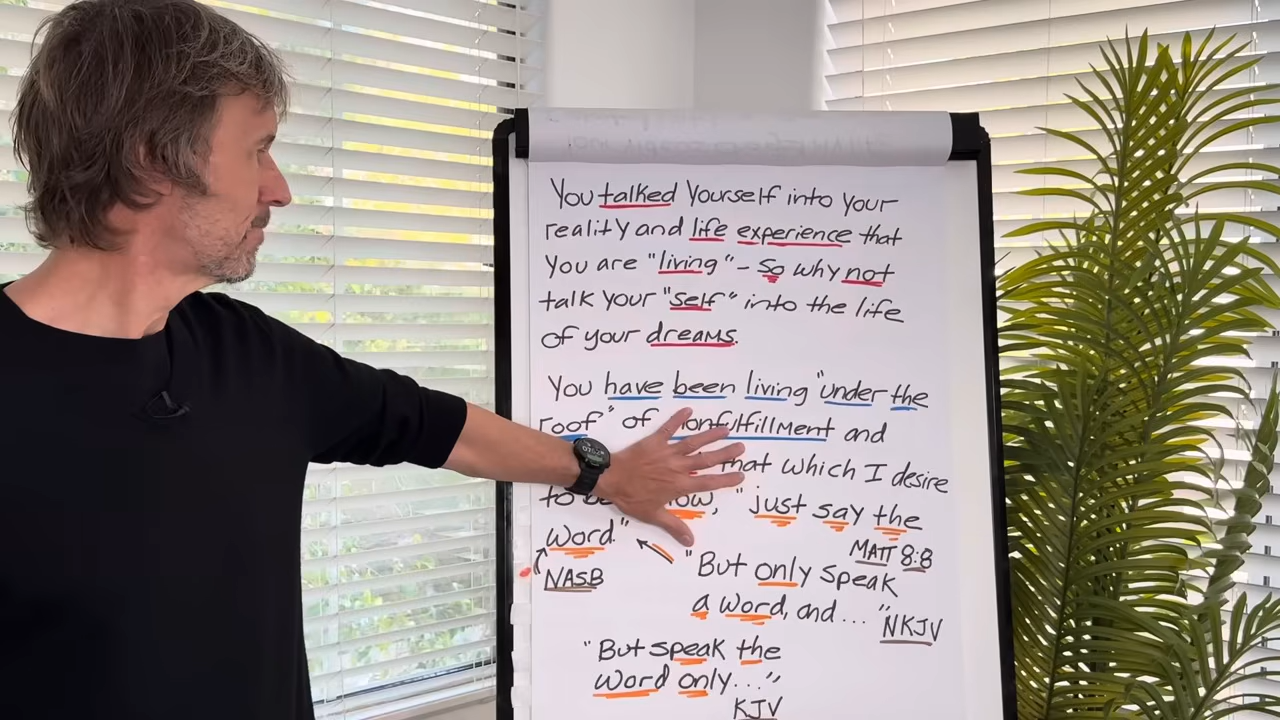 You talked yourself into your
reality and life experience that
you are "living" - So why not
talk your "self" into the life
of your dreams.
You have been living "under the
roof" of nonfulfillment and
that which I desire
to be now, "just say the
word"
MATT 8:8
NASB
"But only speak
a word, and... "
NKJV
"But speak the
word only..."
KJV